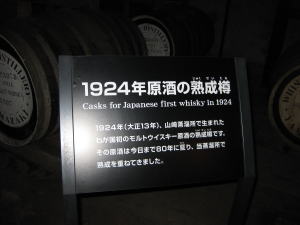 1924年原酒の熟成樽
Casks for Japanese first whisky in 1924
1924年(大正13年)、山崎蒸溜所で生まれた
わが国初のモルトウイスキー原酒の熟成樽です。
その原酒は今日まで80年に亘り、当蒸溜所で
熟成を重ねてきました。